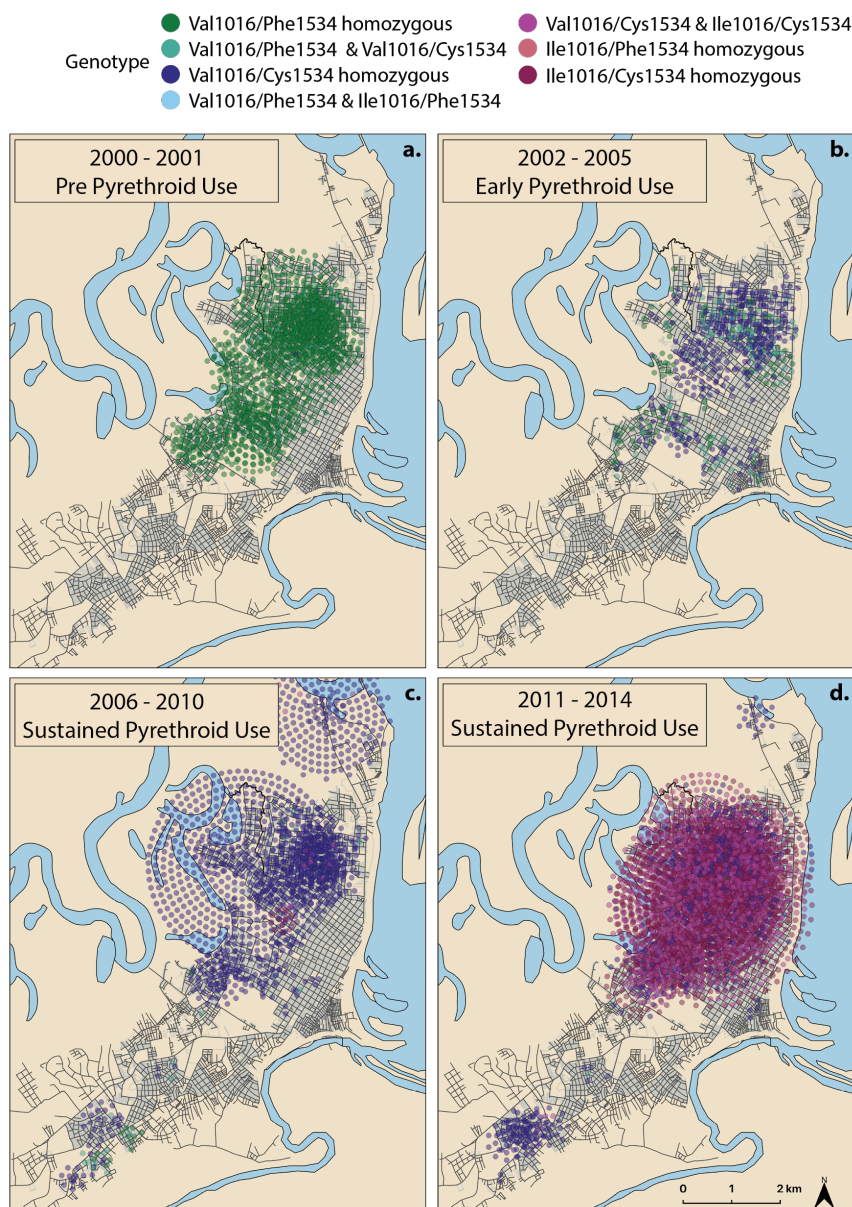 Genotype
Val1016/Phe1534 homozygous
Val1016/Phe1534 & Val1016/Cys1534
Val1016/Cys1534 homozygous
Val1016/Phe1534 & Ile1016/Phe1534
Val1016/Cys1534 & Ile1016/Cys1534
Ile1016/Phe1534 homozygous
Ile1016/Cys1534 homozygous
2000 - 2001
Pre Pyrethroid Use
a.
2002 - 2005
Early Pyrethroid Use
b.
2006 - 2010
Sustained Pyrethroid Use
c.
2011 - 2014
Sustained Pyrethroid Use
d.
0 1 2 km
N